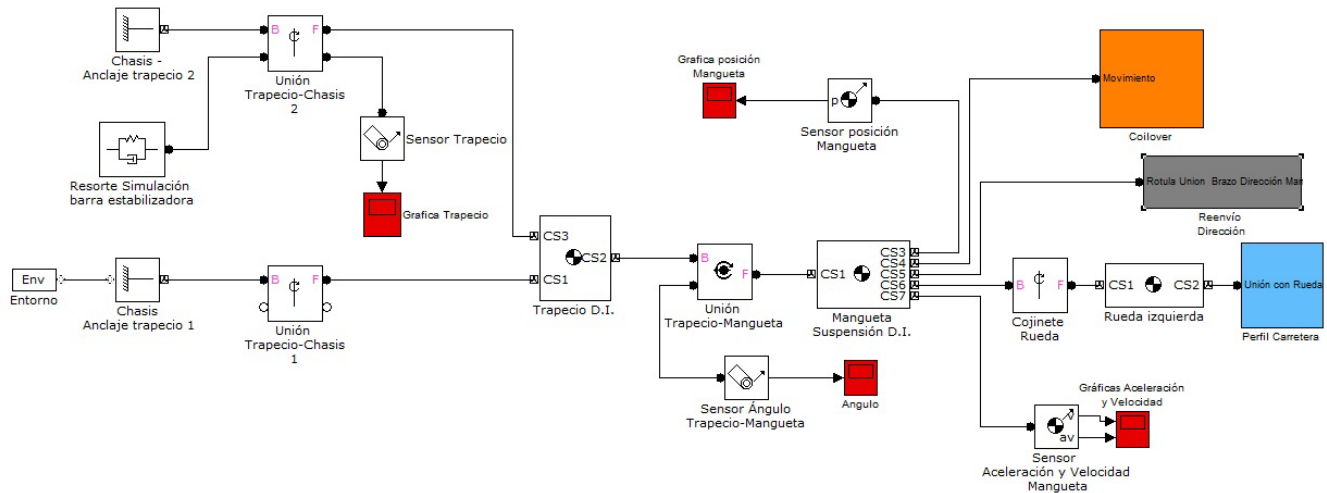 B
F
Chasis -
Anclaje trapecio 2
Unión
Trapecio-Chasis
2
Resorte Simulación
barra estabilizadora
Sensor Trapecio
Grafica Trapecio
Env
Entorno
Chasis
Anclaje trapecio 1
B
F
Unión
Trapecio-Chasis
1
CS3
CS2
CS1
Trapecio D.I.
B
F
Unión
Trapecio-Mangueta
Sensor Ángulo
Trapecio-Mangueta
Angulo
Grafica posición
Mangueta
p
Sensor posición
Mangueta
CS1
CS3
CS4
CS5
CS6
CS7
Mangueta
Suspensión D.I.
Movimiento
Coilover
Rotula Union Brazo Dirección Man
Reenvío
Dirección
B
F
Cojinete
Rueda
CS1
CS2
Rueda izquierda
Unión con Rueda
Perfil Carretera
Gráficas Aceleración
y Velocidad
v
av
Sensor
Aceleración y Velocidad
Mangueta